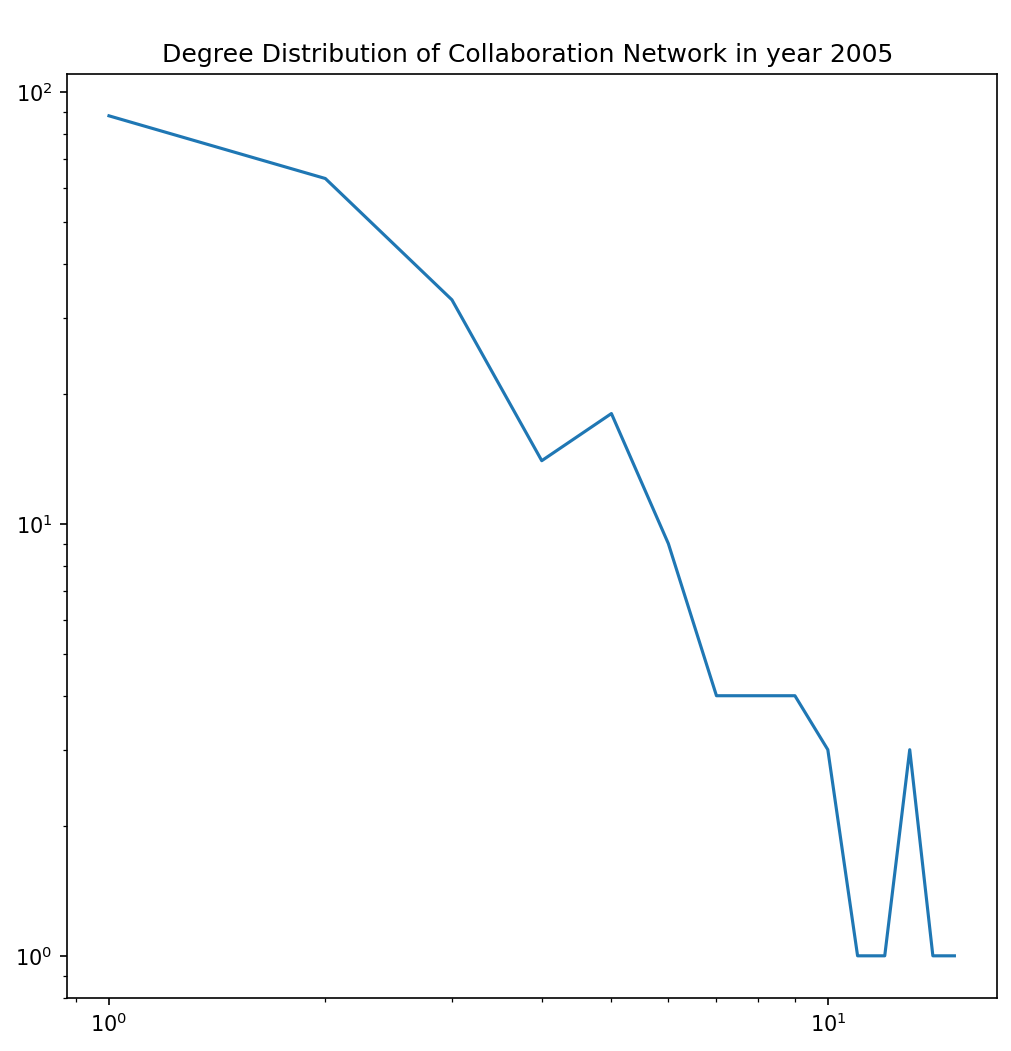 Degree Distribution of Collaboration Network in year 2005
10²
10¹
10⁰
10⁰ 10¹